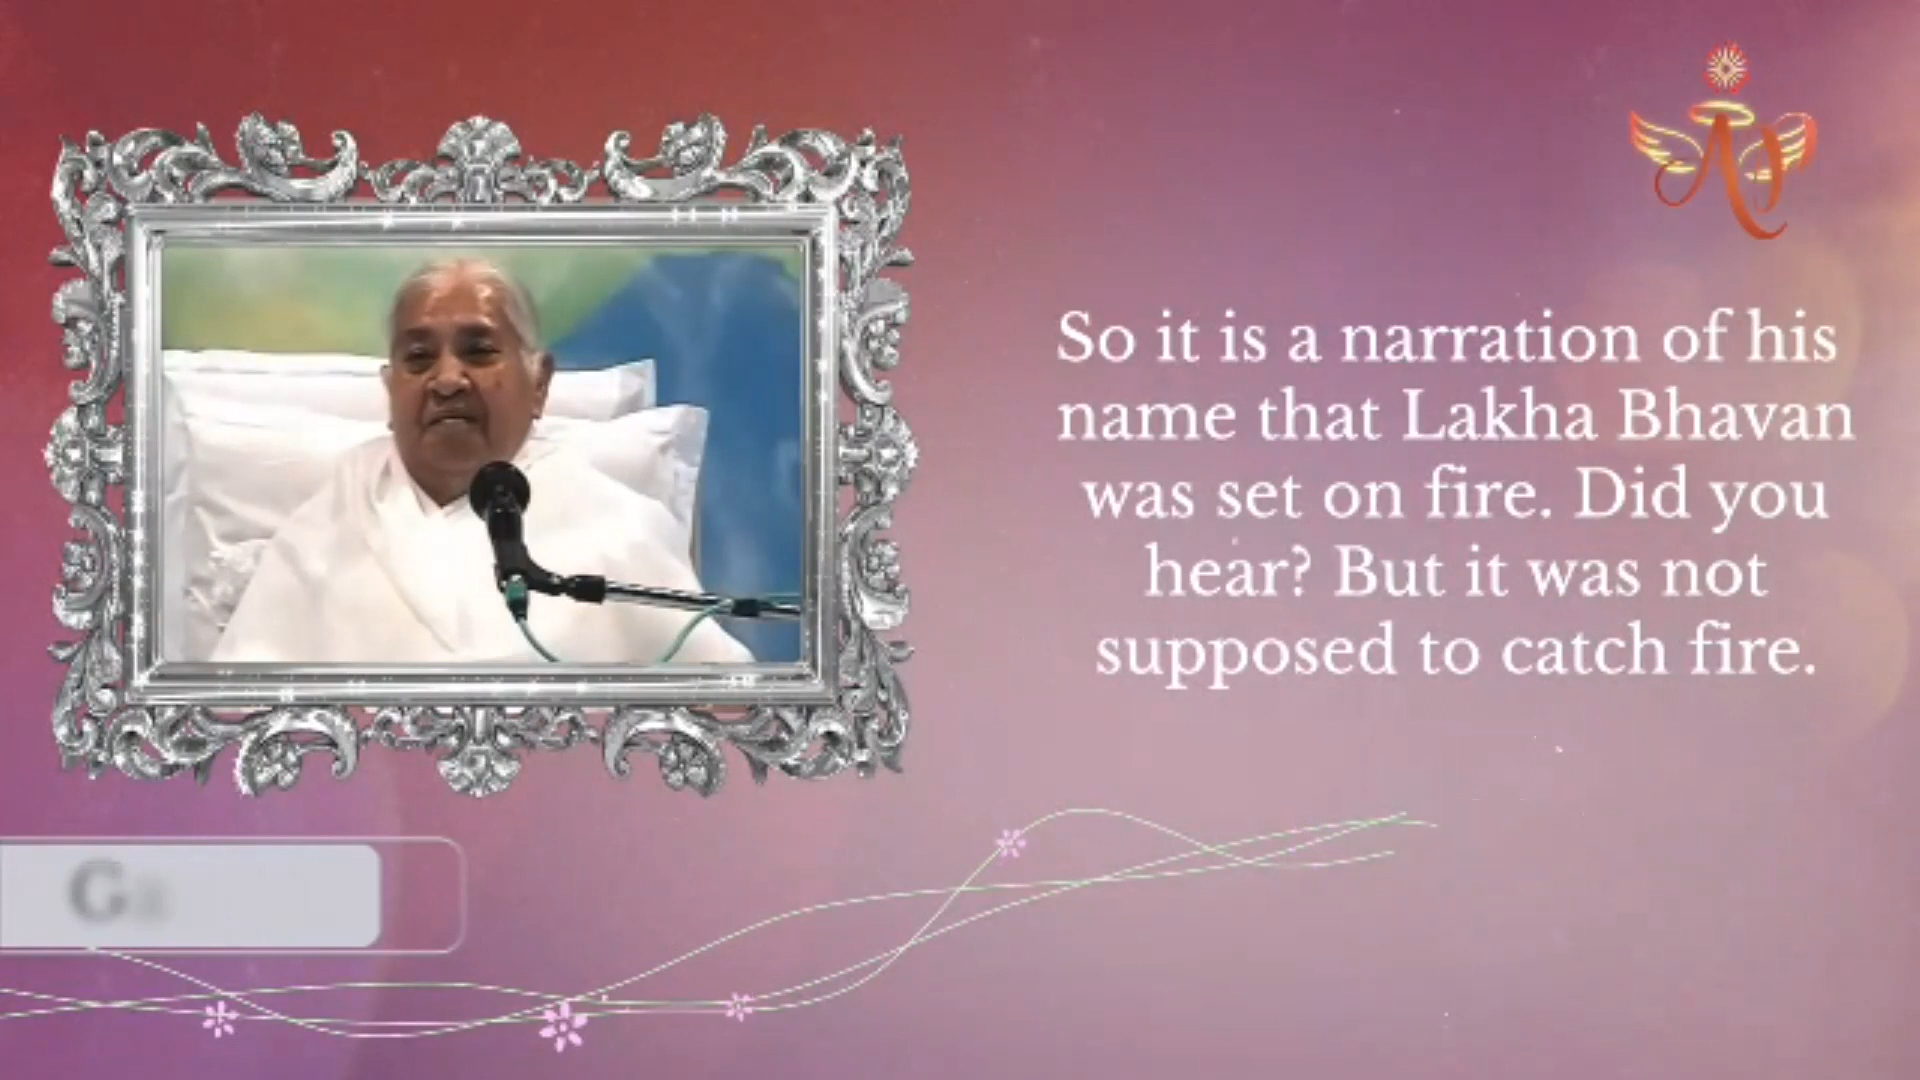 So it is a narration of his
name that Lakha Bhavan
was set on fire. Did you
hear? But it was not
supposed to catch fire.